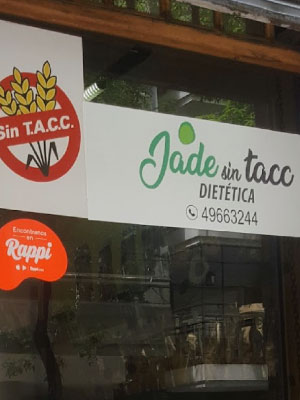 Sin T.A.C.C.
Jade sin tacc
DIETÉTICA
49663244
Encontranos
en
Rappi